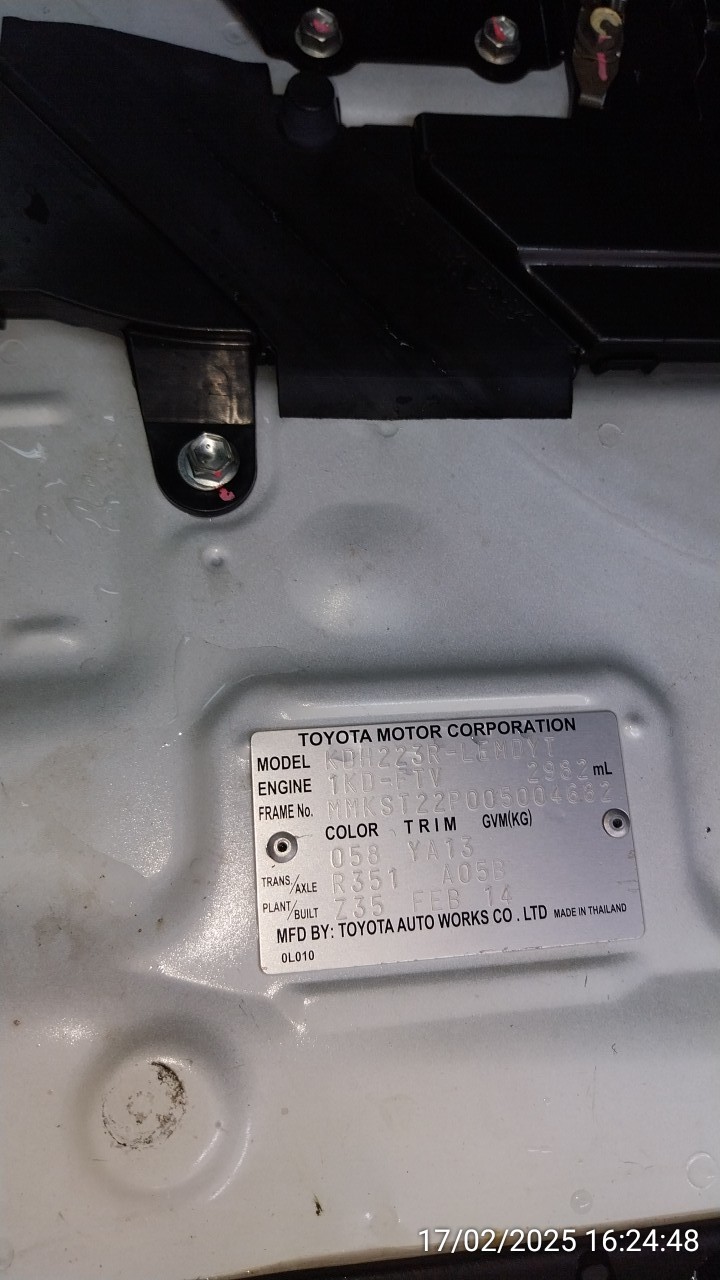 TOYOTA MOTOR CORPORATION
MODEL KDH223R-LEMDYT
ENGINE 1KD-FTV 2982 mL
FRAME No. MMKST22P005004682
COLOR TRIM GVM(KG)
058 YA13
TRANS./AXLE R351 A05B
PLANT/BUILT Z35 FEB 14
MFD BY: TOYOTA AUTO WORKS CO . LTD MADE IN THAILAND
0L010
17/02/2025 16:24:48